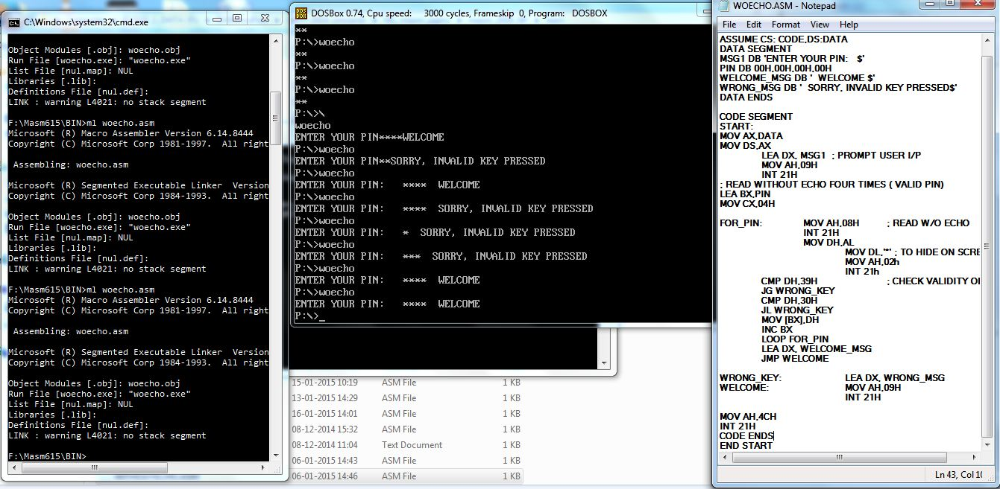 C:\Windows\system32\cmd.exe
Object Modules [.obj]: woecho.obj
Run File [woecho.exe]: "woecho.exe"
List File [nul.map]: NUL
Libraries [.lib]:
Definitions File [nul.def]:
LINK : warning L4021: no stack segment
F:\Masm615\BIN>ml woecho.asm
Microsoft (R) Macro Assembler Version 6.14.8444
Copyright (C) Microsoft Corp 1981-1997.  All right
Assembling: woecho.asm
Microsoft (R) Segmented Executable Linker  Version
Copyright (C) Microsoft Corp 1984-1993.  All right
Object Modules [.obj]: woecho.obj
Run File [woecho.exe]: "woecho.exe"
List File [nul.map]: NUL
Libraries [.lib]:
Definitions File [nul.def]:
LINK : warning L4021: no stack segment
F:\Masm615\BIN>ml woecho.asm
Microsoft (R) Macro Assembler Version 6.14.8444
Copyright (C) Microsoft Corp 1981-1997.  All right
Assembling: woecho.asm
Microsoft (R) Segmented Executable Linker  Version
Copyright (C) Microsoft Corp 1984-1993.  All right
Object Modules [.obj]: woecho.obj
Run File [woecho.exe]: "woecho.exe"
List File [nul.map]: NUL
Libraries [.lib]:
Definitions File [nul.def]:
LINK : warning L4021: no stack segment
F:\Masm615\BIN>
DOS BOX
DOSBox 0.74, Cpu speed:    3000 cycles, Frameskip  0, Program:   DOSBOX
**
P:\>woecho
**
P:\>woecho
**
P:\>woecho
**
P:\>\
woecho
ENTER YOUR PIN****WELCOME
P:\>woecho
ENTER YOUR PIN**SORRY, INVALID KEY PRESSED
P:\>woecho
ENTER YOUR PIN:   ****  WELCOME
P:\>woecho
ENTER YOUR PIN:   ****  SORRY, INVALID KEY PRESSED
P:\>woecho
ENTER YOUR PIN:   *  SORRY, INVALID KEY PRESSED
P:\>woecho
ENTER YOUR PIN:   ***  SORRY, INVALID KEY PRESSED
P:\>woecho
ENTER YOUR PIN:   ****  WELCOME
P:\>woecho
ENTER YOUR PIN:   ****  WELCOME
P:\>_
15-01-2015 10:19 ASM File 1 KB
13-01-2015 14:29 ASM File 1 KB
16-01-2015 14:01 ASM File 1 KB
08-12-2014 15:32 ASM File 1 KB
08-12-2014 11:04 Text Document 1 KB
06-01-2015 14:43 ASM File 1 KB
06-01-2015 14:46 ASM File 1 KB
WOECHO.ASM - Notepad
File Edit Format View Help
ASSUME CS: CODE,DS:DATA
DATA SEGMENT
MSG1 DB 'ENTER YOUR PIN:   $'
PIN DB 00H,00H,00H,00H
WELCOME_MSG DB '  WELCOME $'
WRONG_MSG DB '  SORRY, INVALID KEY PRESSED$'
DATA ENDS
CODE SEGMENT
START:
MOV AX,DATA
MOV DS,AX
LEA DX, MSG1  ; PROMPT USER I/P
MOV AH,09H
INT 21H
; READ WITHOUT ECHO FOUR TIMES ( VALID PIN)
LEA BX,PIN
MOV CX,04H
FOR_PIN: MOV AH,08H ; READ W/O ECHO
INT 21H
MOV DH,AL
MOV DL,'*' ; TO HIDE ON SCRE
MOV AH,02h
INT 21h
CMP DH,39H ; CHECK VALIDITY
JG WRONG_KEY
CMP DH,30H
JL WRONG_KEY
MOV [BX],DH
INC BX
LOOP FOR_PIN
LEA DX, WELCOME_MSG
JMP WELCOME
WRONG_KEY: LEA DX, WRONG_MSG
WELCOME: MOV AH,09H
INT 21H
MOV AH,4CH
INT 21H
CODE ENDS
END START